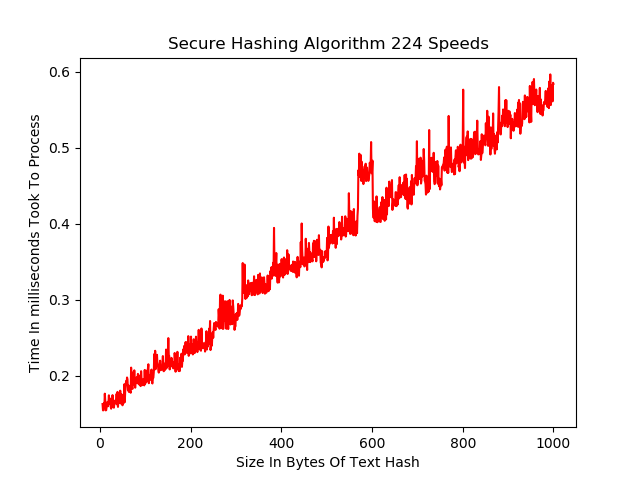 Secure Hashing Algorithm 224 Speeds
Time In milliseconds Took To Process
0.6
0.5
0.4
0.3
0.2
0 200 400 600 800 1000
Size In Bytes Of Text Hash